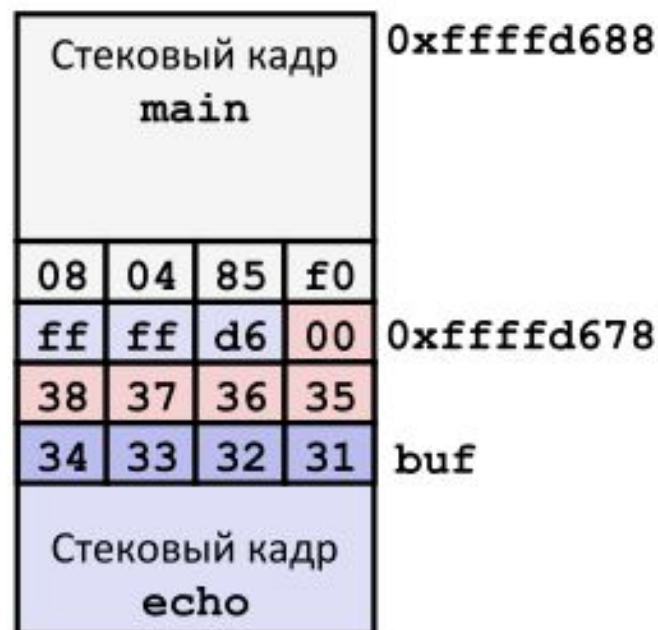 Стековый кадр
main
0xffffd688
08 04 85 f0
ff ff d6 00 0xffffd678
38 37 36 35
34 33 32 31 buf
Стековый кадр
echo